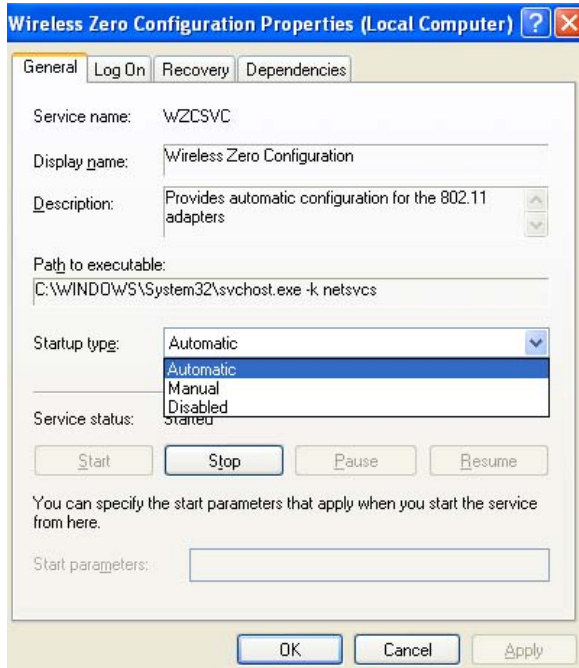 Wireless Zero Configuration Properties (Local Computer)
General Log On Recovery Dependencies
Service name: WZCSVC
Display name: Wireless Zero Configuration
Description: Provides automatic configuration for the 802.11
adapters
Path to executable:
C:\WINDOWS\System32\svchost.exe -k netsvcs
Startup type: Automatic
Automatic
Manual
Disabled
Service status: Started
Start Stop Pause Resume
You can specify the start parameters that apply when you start the service
from here.
Start parameters:
OK Cancel Apply